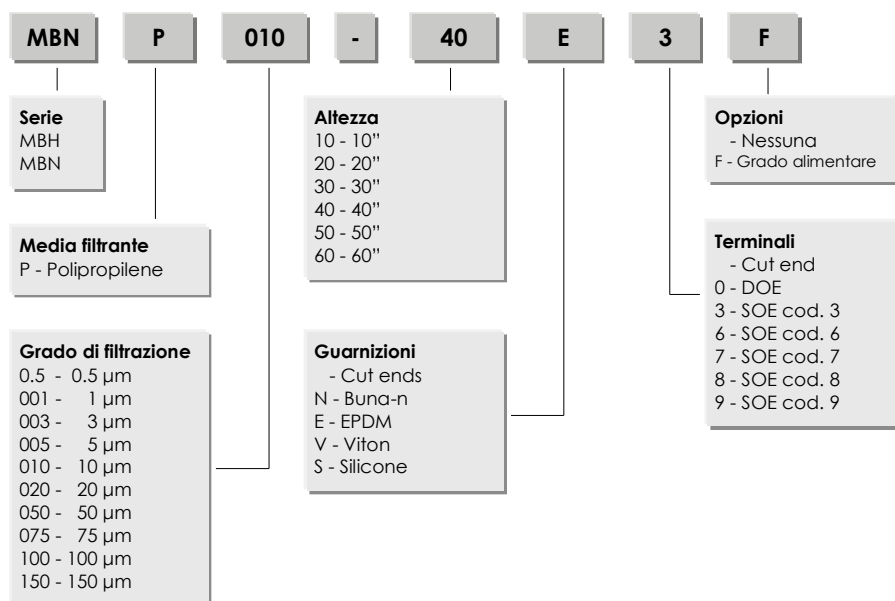 MBN P 010 - 40 E 3 F
Serie
MBH
MBN
Media filtrante
P - Polipropilene
Grado di filtrazione
0.5 - 0.5 µm
001 - 1 µm
003 - 3 µm
005 - 5 µm
010 - 10 µm
020 - 20 µm
050 - 50 µm
075 - 75 µm
100 - 100 µm
150 - 150 µm
Altezza
10 - 10”
20 - 20”
30 - 30”
40 - 40”
50 - 50”
60 - 60”
Guarnizioni
- Cut ends
N - Buna-n
E - EPDM
V - Viton
S - Silicone
Opzioni
- Nessuna
F - Grado alimentare
Terminali
- Cut end
0 - DOE
3 - SOE cod. 3
6 - SOE cod. 6
7 - SOE cod. 7
8 - SOE cod. 8
9 - SOE cod. 9